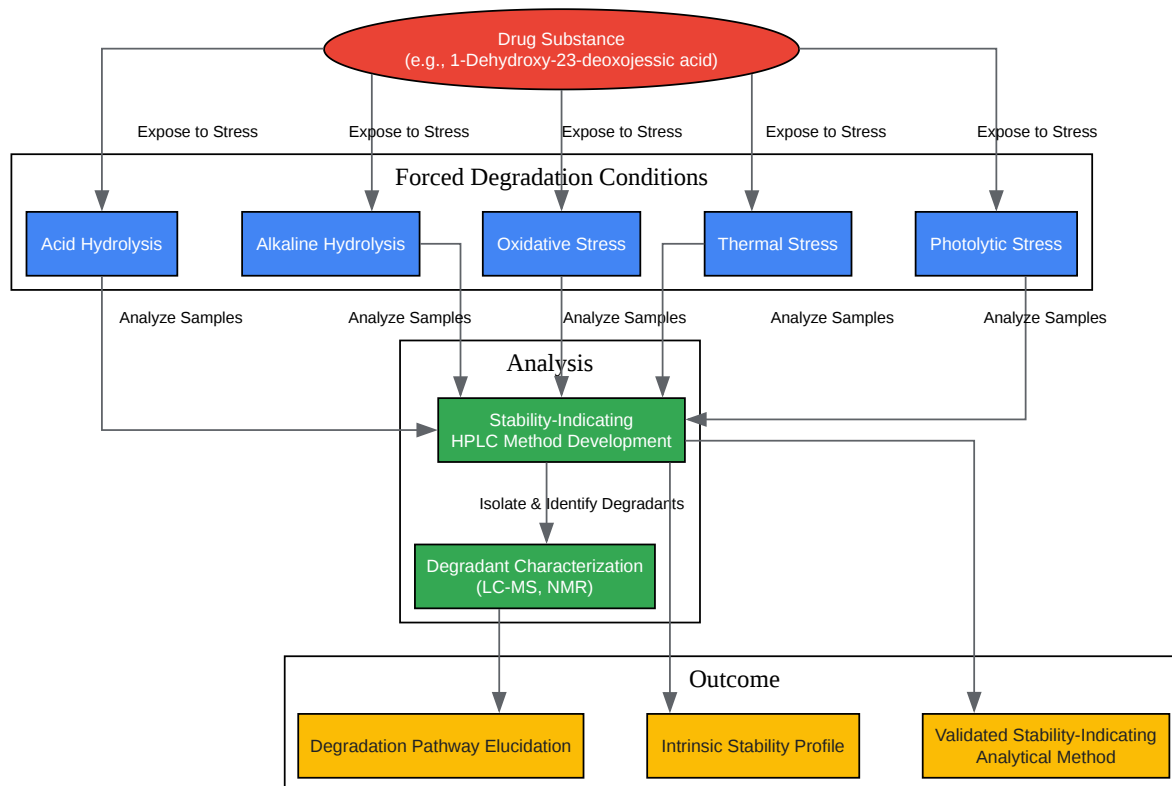 Drug Substance
(e.g., 1-Dehydroxy-23-deoxojessic acid)
Expose to Stress
Expose to Stress
Expose to Stress
Expose to Stress
Expose to Stress
Forced Degradation Conditions
Acid Hydrolysis
Alkaline Hydrolysis
Oxidative Stress
Thermal Stress
Photolytic Stress
Analyze Samples
Analyze Samples
Analyze Samples
Analyze Samples
Analyze Samples
Analysis
Stability-Indicating
HPLC Method Development
Isolate & Identify Degradants
Degradant Characterization
(LC-MS, NMR)
Outcome
Degradation Pathway Elucidation
Intrinsic Stability Profile
Validated Stability-Indicating
Analytical Method